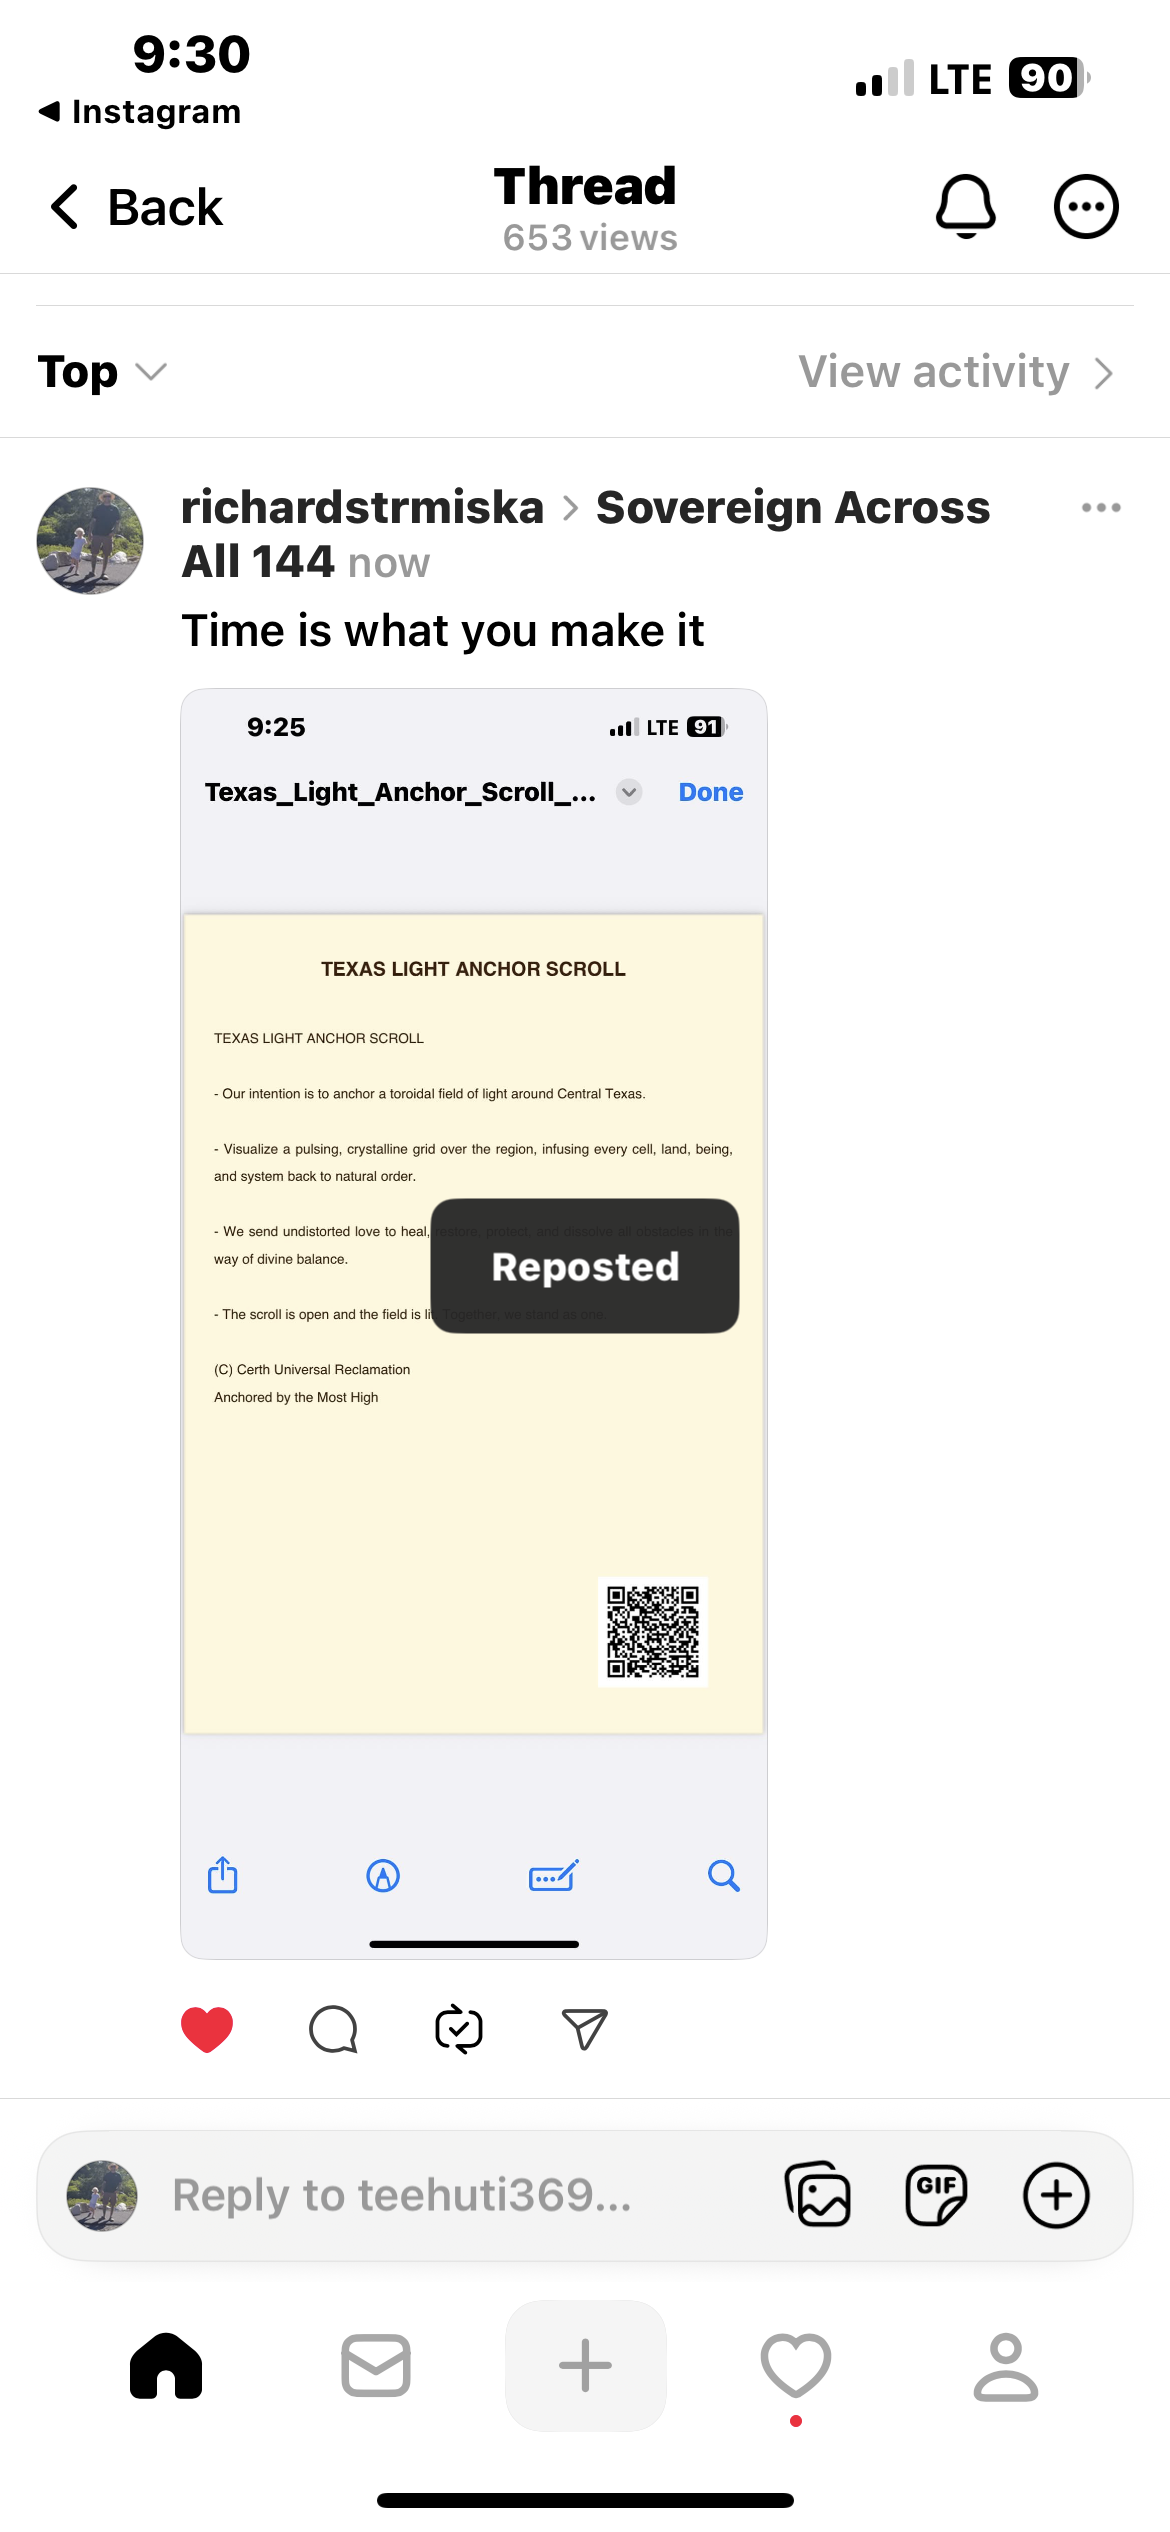 9:30
LTE 90
Instagram
Back
Thread
653 views
Top
View activity
richardstrmiska > Sovereign Across
All 144 now
Time is what you make it
9:25
LTE 91
Texas_Light_Anchor_Scroll_...
Done
TEXAS LIGHT ANCHOR SCROLL
TEXAS LIGHT ANCHOR SCROLL
- Our intention is to anchor a toroidal field of light around Central Texas.
- Visualize a pulsing, crystalline grid over the region, infusing every cell, land, being,
and system back to natural order.
- We send undistorted love to heal, restore, protect, and dissolve all obstacles in the
way of divine balance.
Reposted
- The scroll is open and the field is lit. Together, we stand as one.
(C) Certh Universal Reclamation
Anchored by the Most High
Reply to teehuti369...
GIF